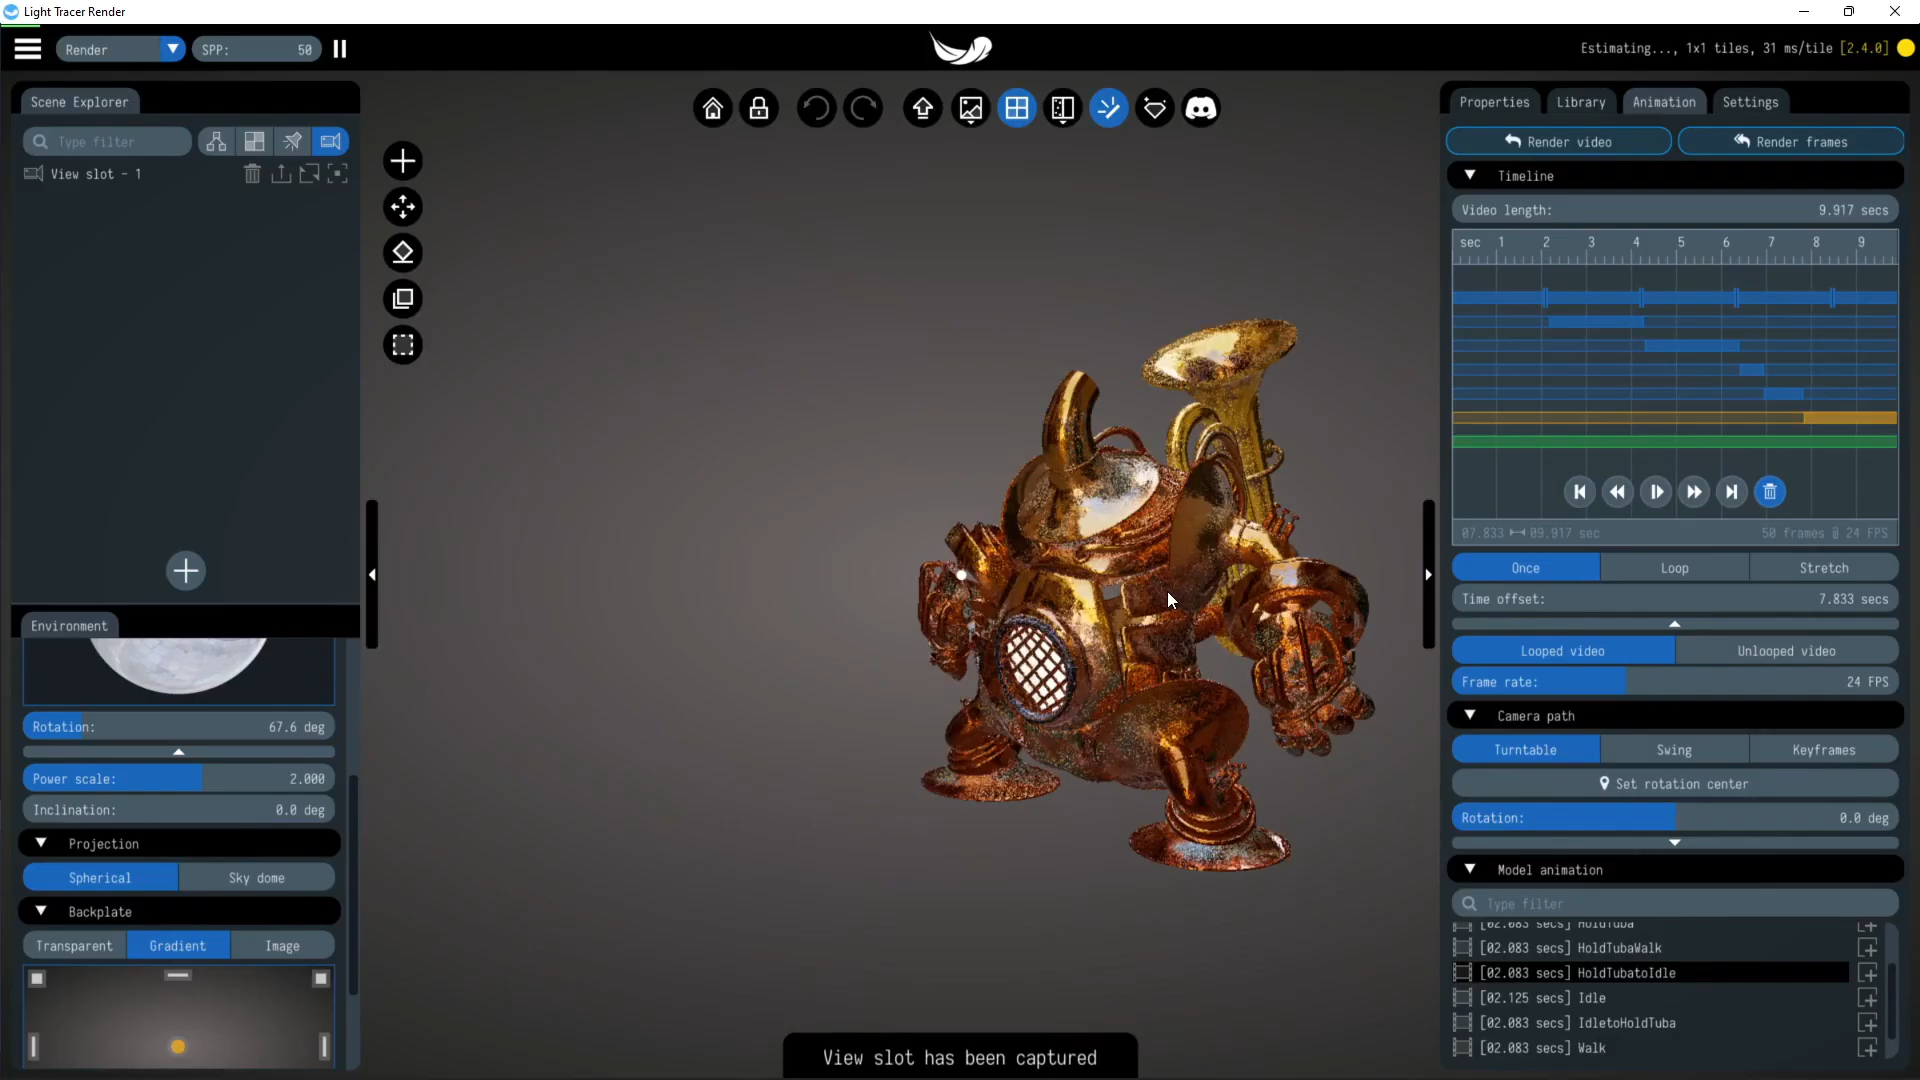 Light Tracer Render
Render SPP: 50
Estimating..., 1x1 tiles, 31 ms/tile [2.4.0]
Scene Explorer
Type filter
View slot - 1
Environment
Rotation: 67.6 deg
Power scale: 2.000
Inclination: 0.0 deg
Projection
Spherical Sky dome
Backplate
Transparent Gradient Image
View slot has been captured
Properties Library Animation Settings
Render video Render frames
Timeline
Video length: 9.917 secs
sec 1 2 3 4 5 6 7 8 9
07.833 09.917 sec 50 frames 24 FPS
Once Loop Stretch
Time offset: 7.833 secs
Looped video Unlooped video
Frame rate: 24 FPS
Camera path
Turntable Swing Keyframes
Set rotation center
Rotation: 0.0 deg
Model animation
Type filter
[02.083 secs] HoldTuba
[02.083 secs] HoldTubaWalk
[02.083 secs] HoldTubatoIdle
[02.125 secs] Idle
[02.083 secs] IdletoHoldTuba
[02.083 secs] Walk